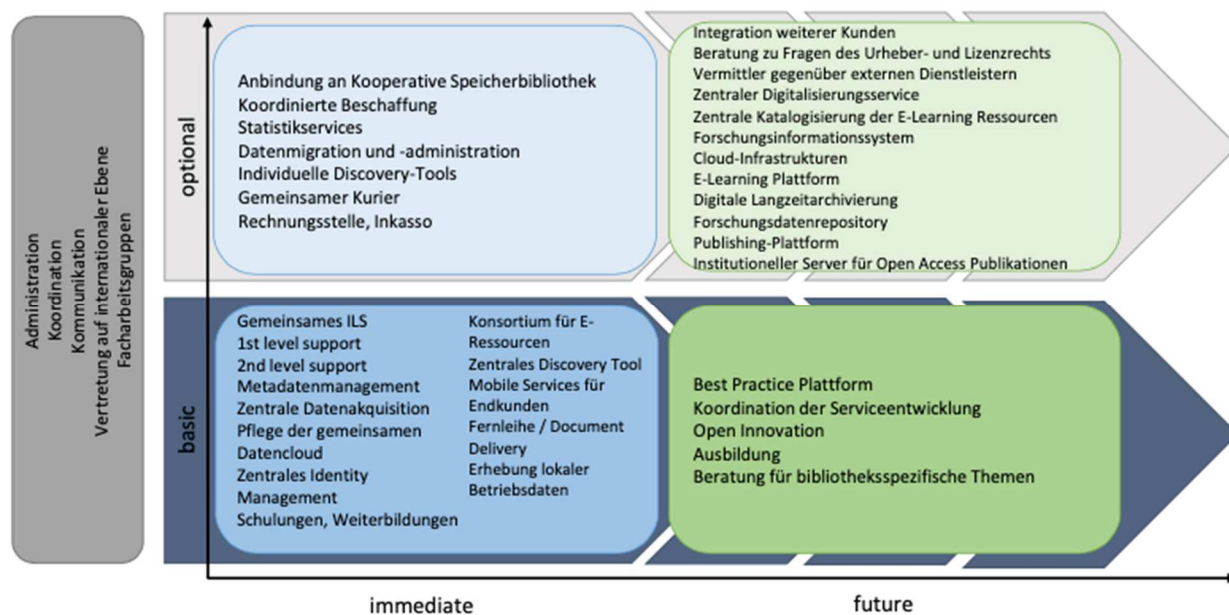 Administration
Koordination
Kommunikation
Vertretung auf internationaler Ebene
Facharbeitsgruppen
optional
Anbindung an Kooperative Speicherbibliothek
Koordinierte Beschaffung
Statistikservices
Datenmigration und -administration
Individuelle Discovery-Tools
Gemeinsamer Kurier
Rechnungsstelle, Inkasso
Integration weiterer Kunden
Beratung zu Fragen des Urheber- und Lizenzrechts
Vermittler gegenüber externen Dienstleistern
Zentraler Digitalisierungsservice
Zentrale Katalogisierung der E-Learning Ressourcen
Forschungsinformationssystem
Cloud-Infrastrukturen
E-Learning Plattform
Digitale Langzeitarchivierung
Forschungsdatenrepository
Publishing-Plattform
Institutioneller Server für Open Access Publikationen
basic
Gemeinsames ILS
1st level support
2nd level support
Metadatenmanagement
Zentrale Datenakquisition
Pflege der gemeinsamen
Datencloud
Zentrales Identity
Management
Schulungen, Weiterbildungen
Konsortium für E-
Ressourcen
Zentrales Discovery Tool
Mobile Services für
Endkunden
Fernleihe / Document
Delivery
Erhebung lokaler
Betriebsdaten
Best Practice Plattform
Koordination der Serviceentwicklung
Open Innovation
Ausbildung
Beratung für bibliotheksspezifische Themen
immediate
future